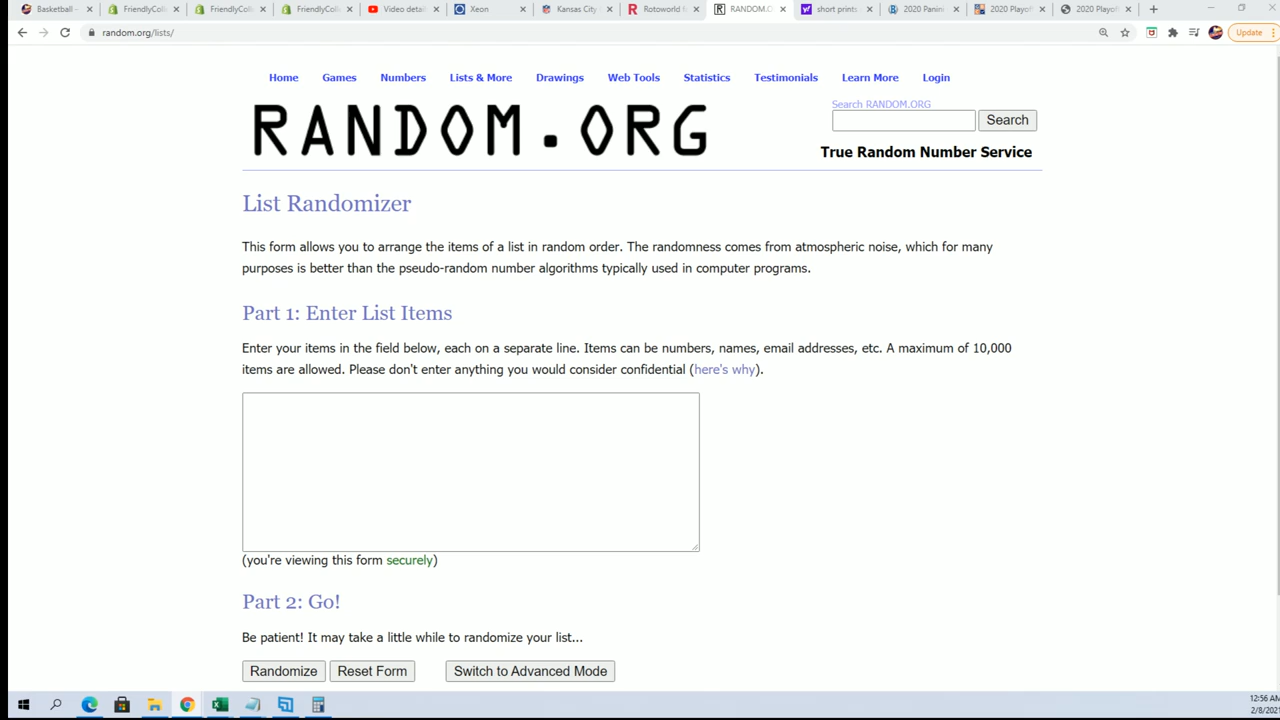 Basketball -
FriendlyColl
FriendlyColl
FriendlyColl
Video detai
Xeon
Kansas City
Rotoworld f
RANDOM.O
short prints
2020 Panini
2020 Playof
2020 Playof
random.org/lists/
Update
Home Games Numbers Lists & More Drawings Web Tools Statistics Testimonials Learn More Login
RANDOM.ORG
Search RANDOM.ORG
Search
True Random Number Service
List Randomizer
This form allows you to arrange the items of a list in random order. The randomness comes from atmospheric noise, which for many
purposes is better than the pseudo-random number algorithms typically used in computer programs.
Part 1: Enter List Items
Enter your items in the field below, each on a separate line. Items can be numbers, names, email addresses, etc. A maximum of 10,000
items are allowed. Please don't enter anything you would consider confidential (here's why).
(you're viewing this form securely)
Part 2: Go!
Be patient! It may take a little while to randomize your list...
Randomize Reset Form Switch to Advanced Mode
12:56 AM
2/8/2021